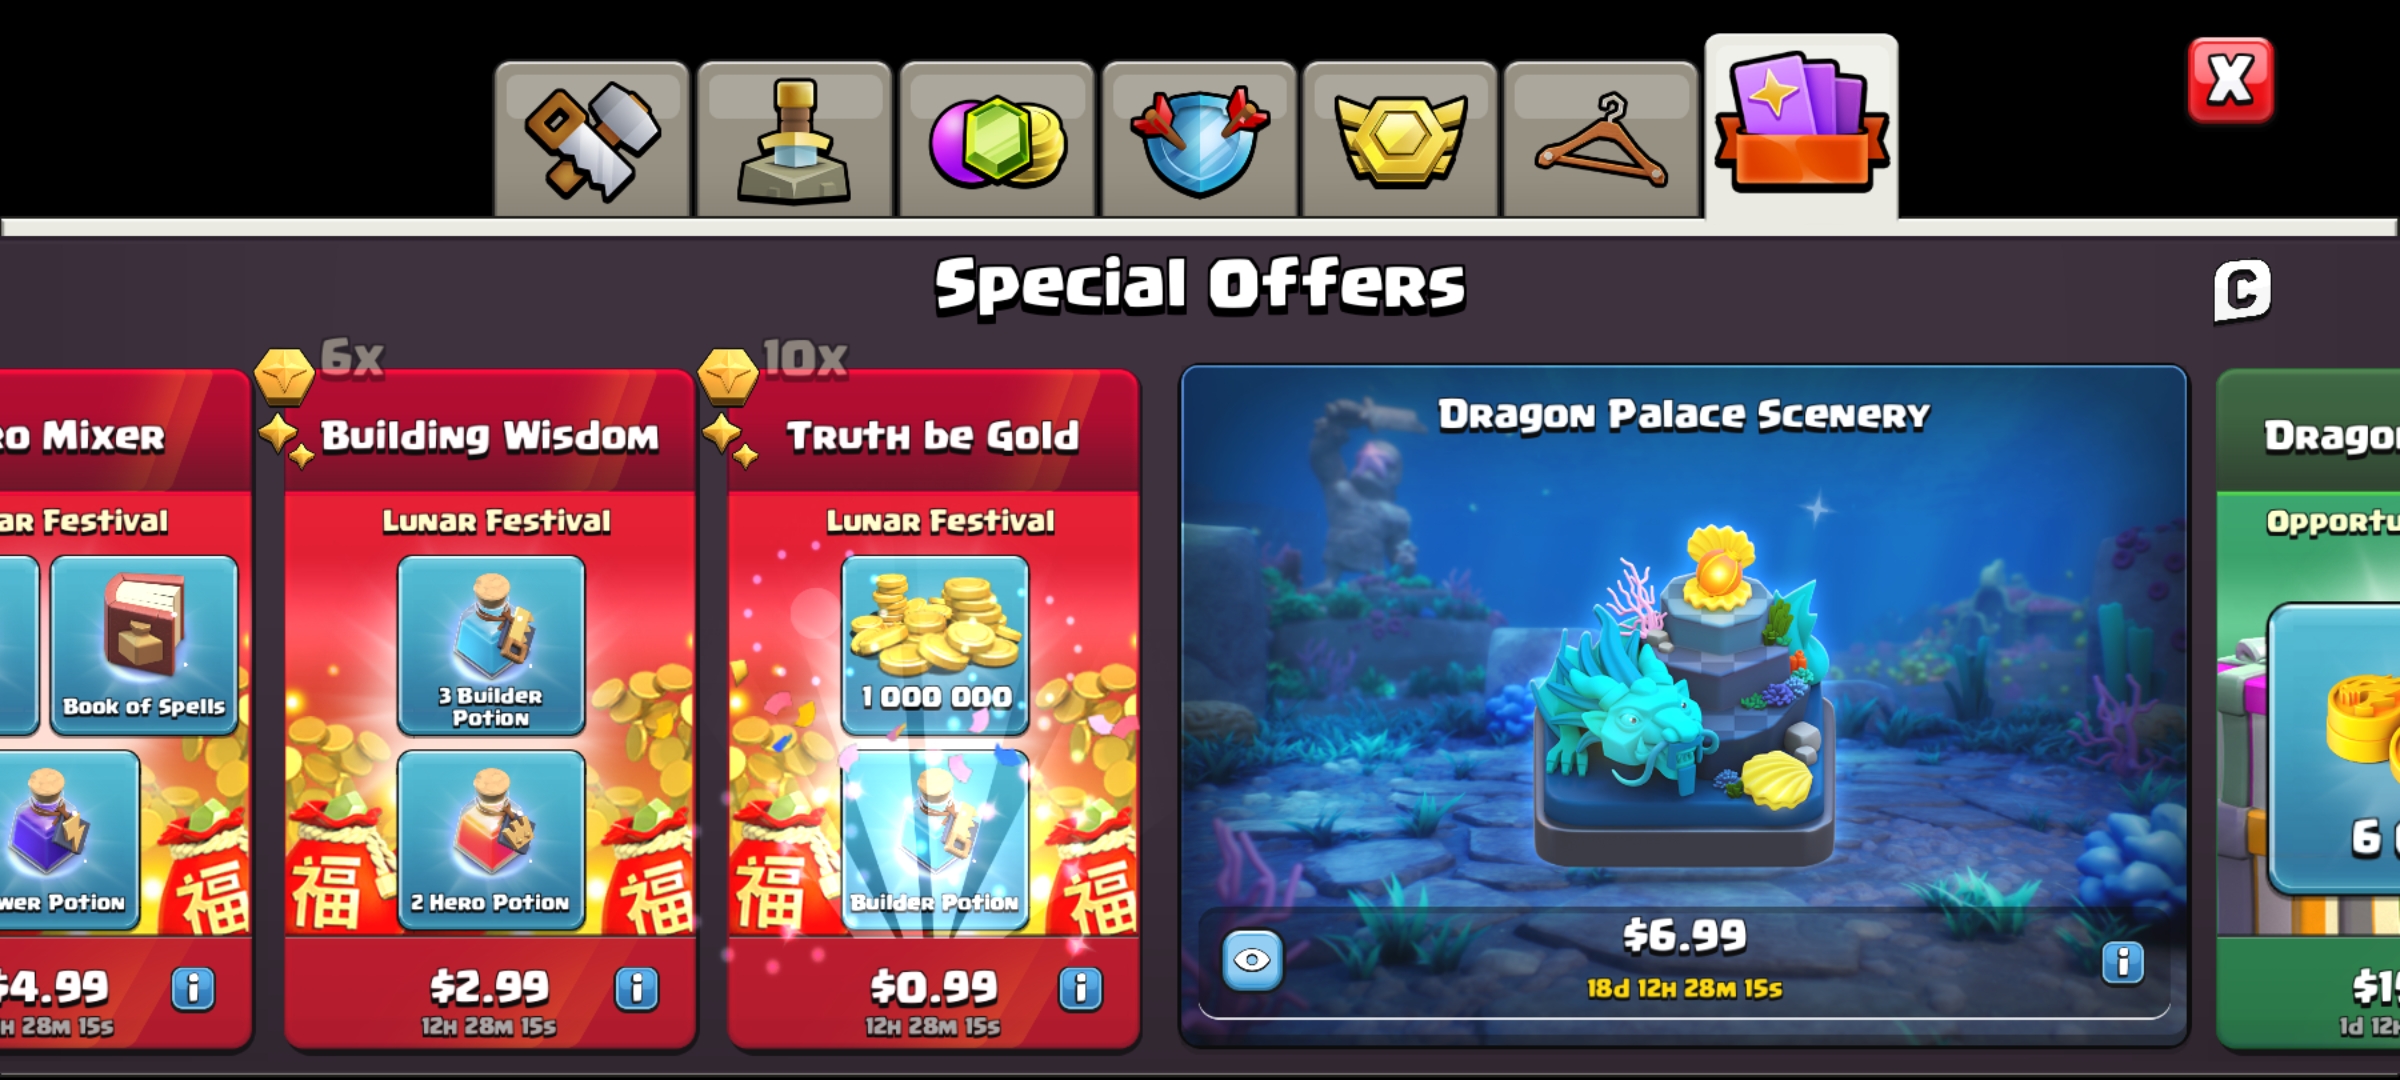 X
Special Offers
C
ro Mixer
ar Festival
Book of Spells
wer Potion
$4.99
H 28M 15s
6x
Building Wisdom
Lunar Festival
3 Builder
Potion
2 Hero Potion
福
福
福
$2.99
12H 28M 15s
10x
Truth be Gold
Lunar Festival
1 000 000
Builder Potion
福
福
$0.99
12H 28M 15s
Dragon Palace Scenery
$6.99
18d 12H 28M 15s
Dragon
Opportu
6
1d 12H